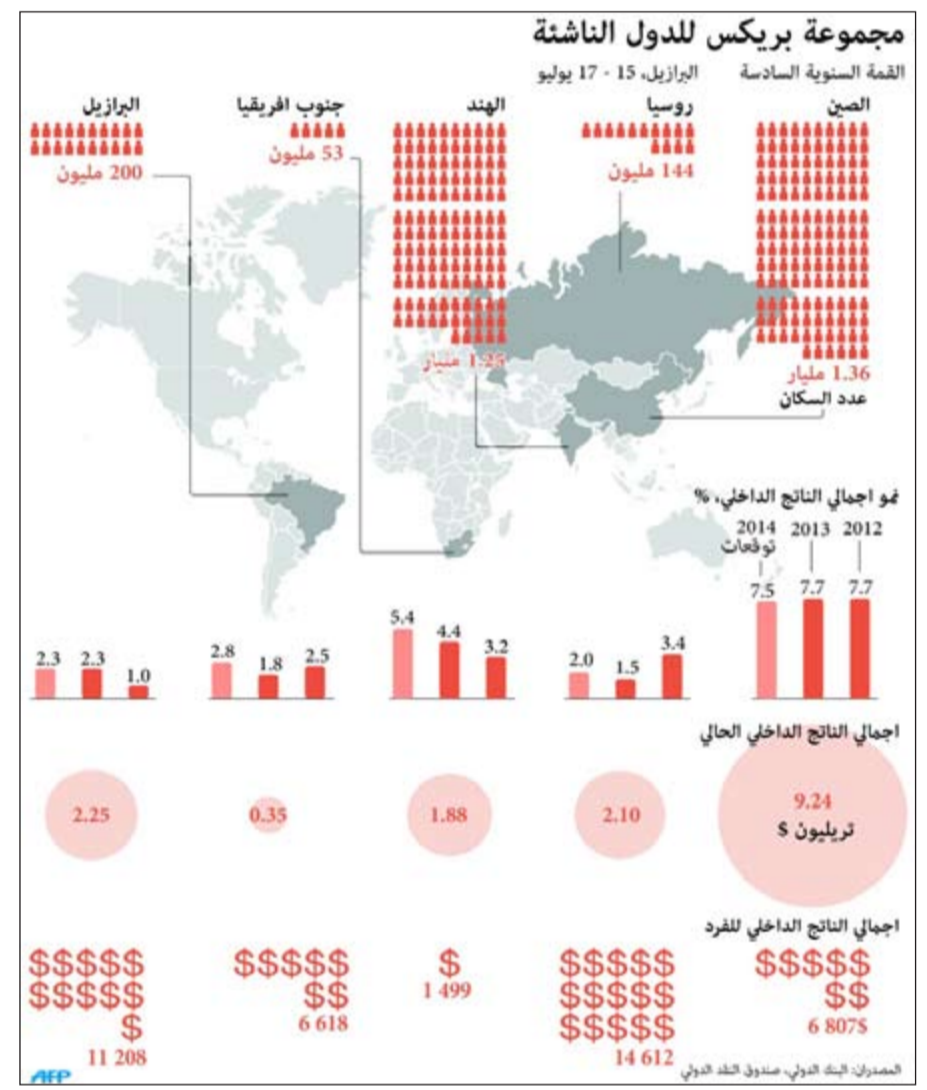 مجموعة بريكس للدول الناشئة
القمة السنوية السادسة
البرازيل، 15 - 17 يوليو
الصين
روسيا
الهند
جنوب افريقيا
البرازيل
1.36 مليار
عدد السكان
144 مليون
1.25 مليار
53 مليون
200 مليون
نمو اجمالي الناتج الداخلي، %
2012 2013 2014
توقعات
7.7 7.7 7.5
3.4 1.5 2.0
3.2 4.4 5.4
2.5 1.8 2.8
1.0 2.3 2.3
اجمالي الناتج الداخلي الحالي
9.24
تريليون $
2.10
1.88
0.35
2.25
اجمالي الناتج الداخلي للفرد
$$$$$
$$
6 807$
$$$$$
$$$$$
$$$$$
14 612
$
1 499
$$$$$
$$
6 618
$$$$$
$$$$$
$
11 208
المصدران: البنك الدولي، صندوق النقد الدولي
AFP